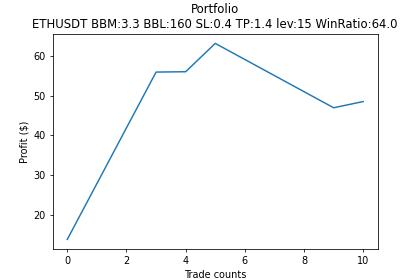 Portfolio
ETHUSDT BBM:3.3 BBL:160 SL:0.4 TP:1.4 lev:15 WinRatio:64.0
60
50
40
30
20
Profit ($)
0 2 4 6 8 10
Trade counts